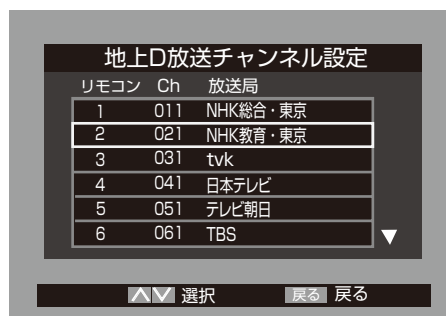 地上D放送チャンネル設定
リモコン Ch 放送局
1 011 NHK総合・東京
2 021 NHK教育・東京
3 031 tvk
4 041 日本テレビ
5 051 テレビ朝日
6 061 TBS
選択 戻る 戻る